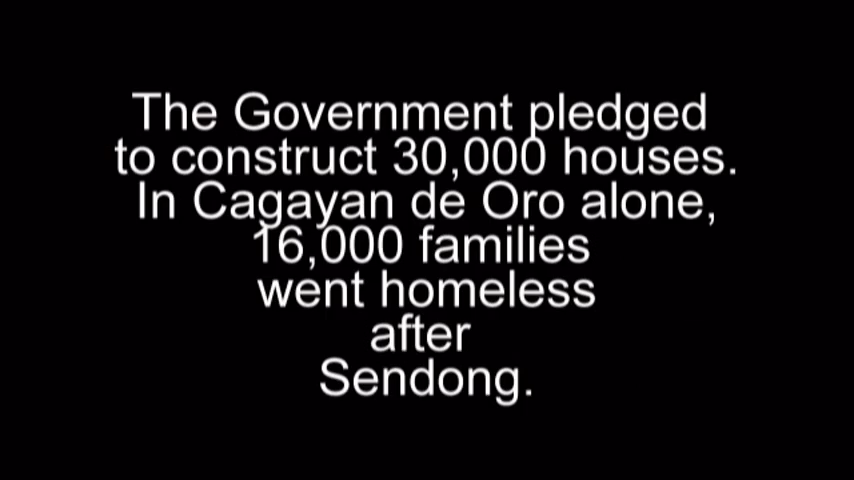 The Government pledged
to construct 30,000 houses.
In Cagayan de Oro alone,
16,000 families
went homeless
after
Sendong.